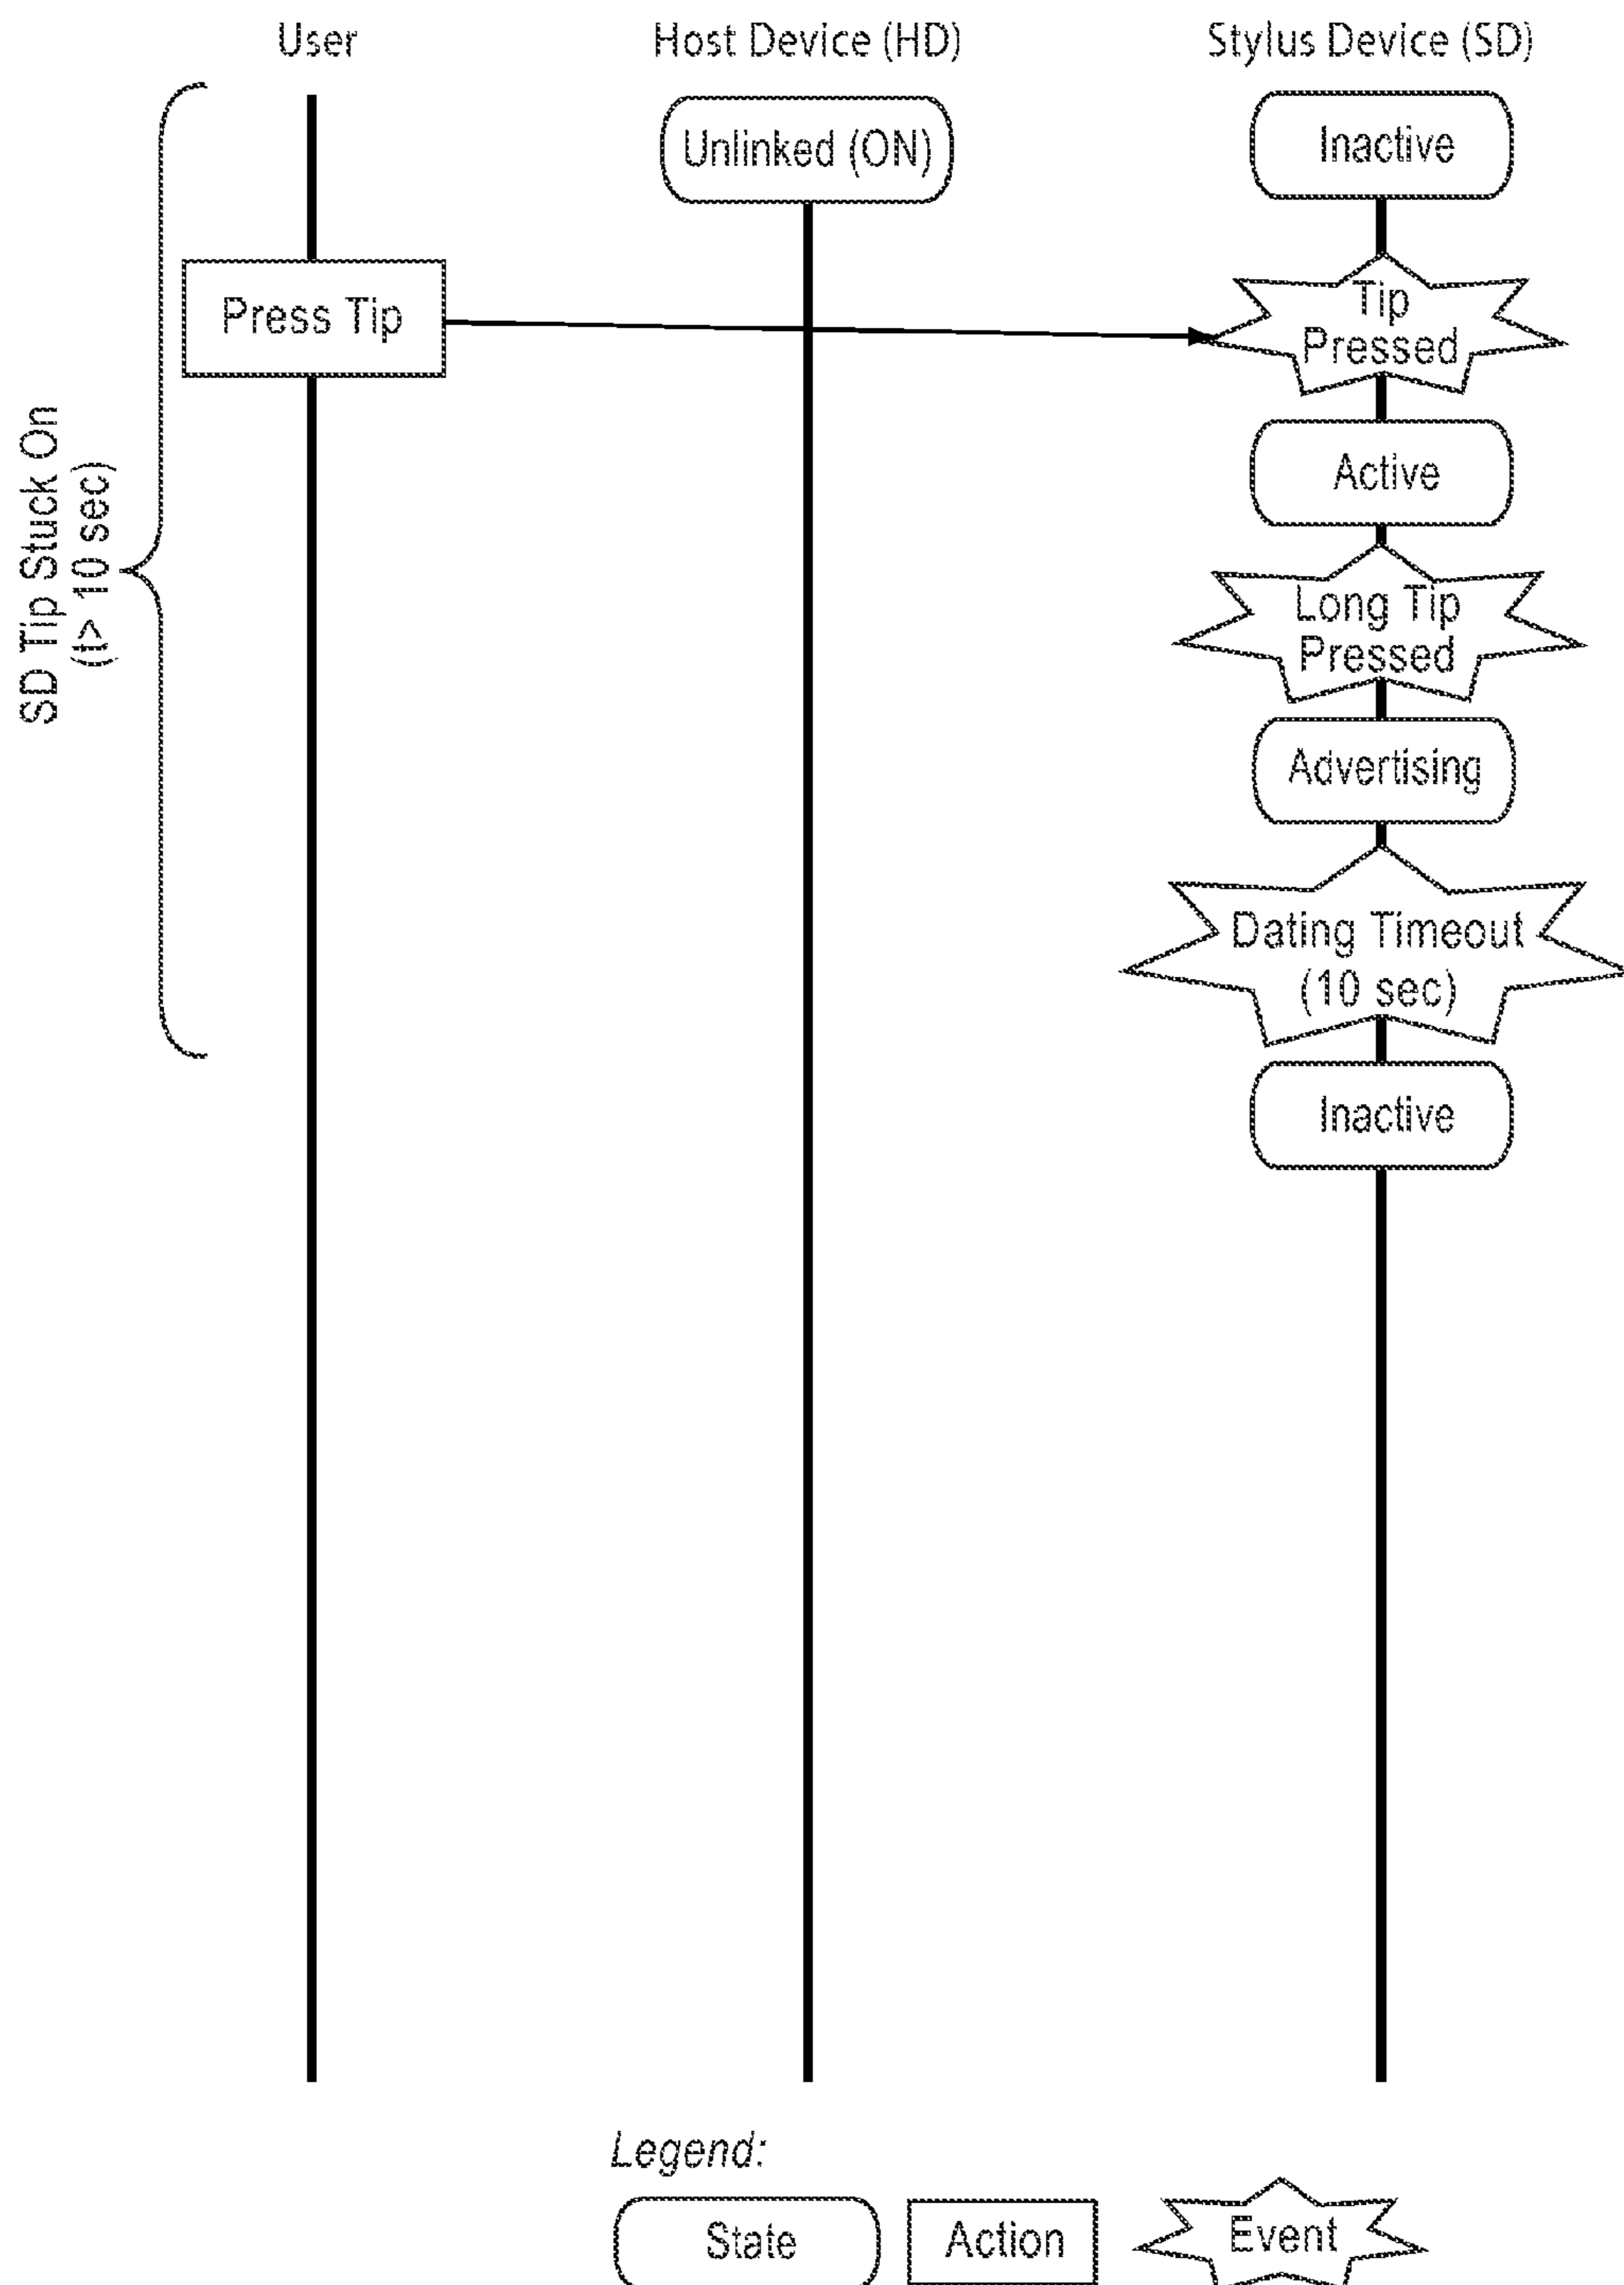 User
Host Device (HD)
Stylus Device (SD)
Unlinked (ON)
Inactive
Press Tip
Tip
Pressed
SD Tip Stuck On
(t> 10 sec)
Active
Long Tip
Pressed
Advertising
Dating Timeout
(10 sec)
Inactive
Legend:
State
Action
Event